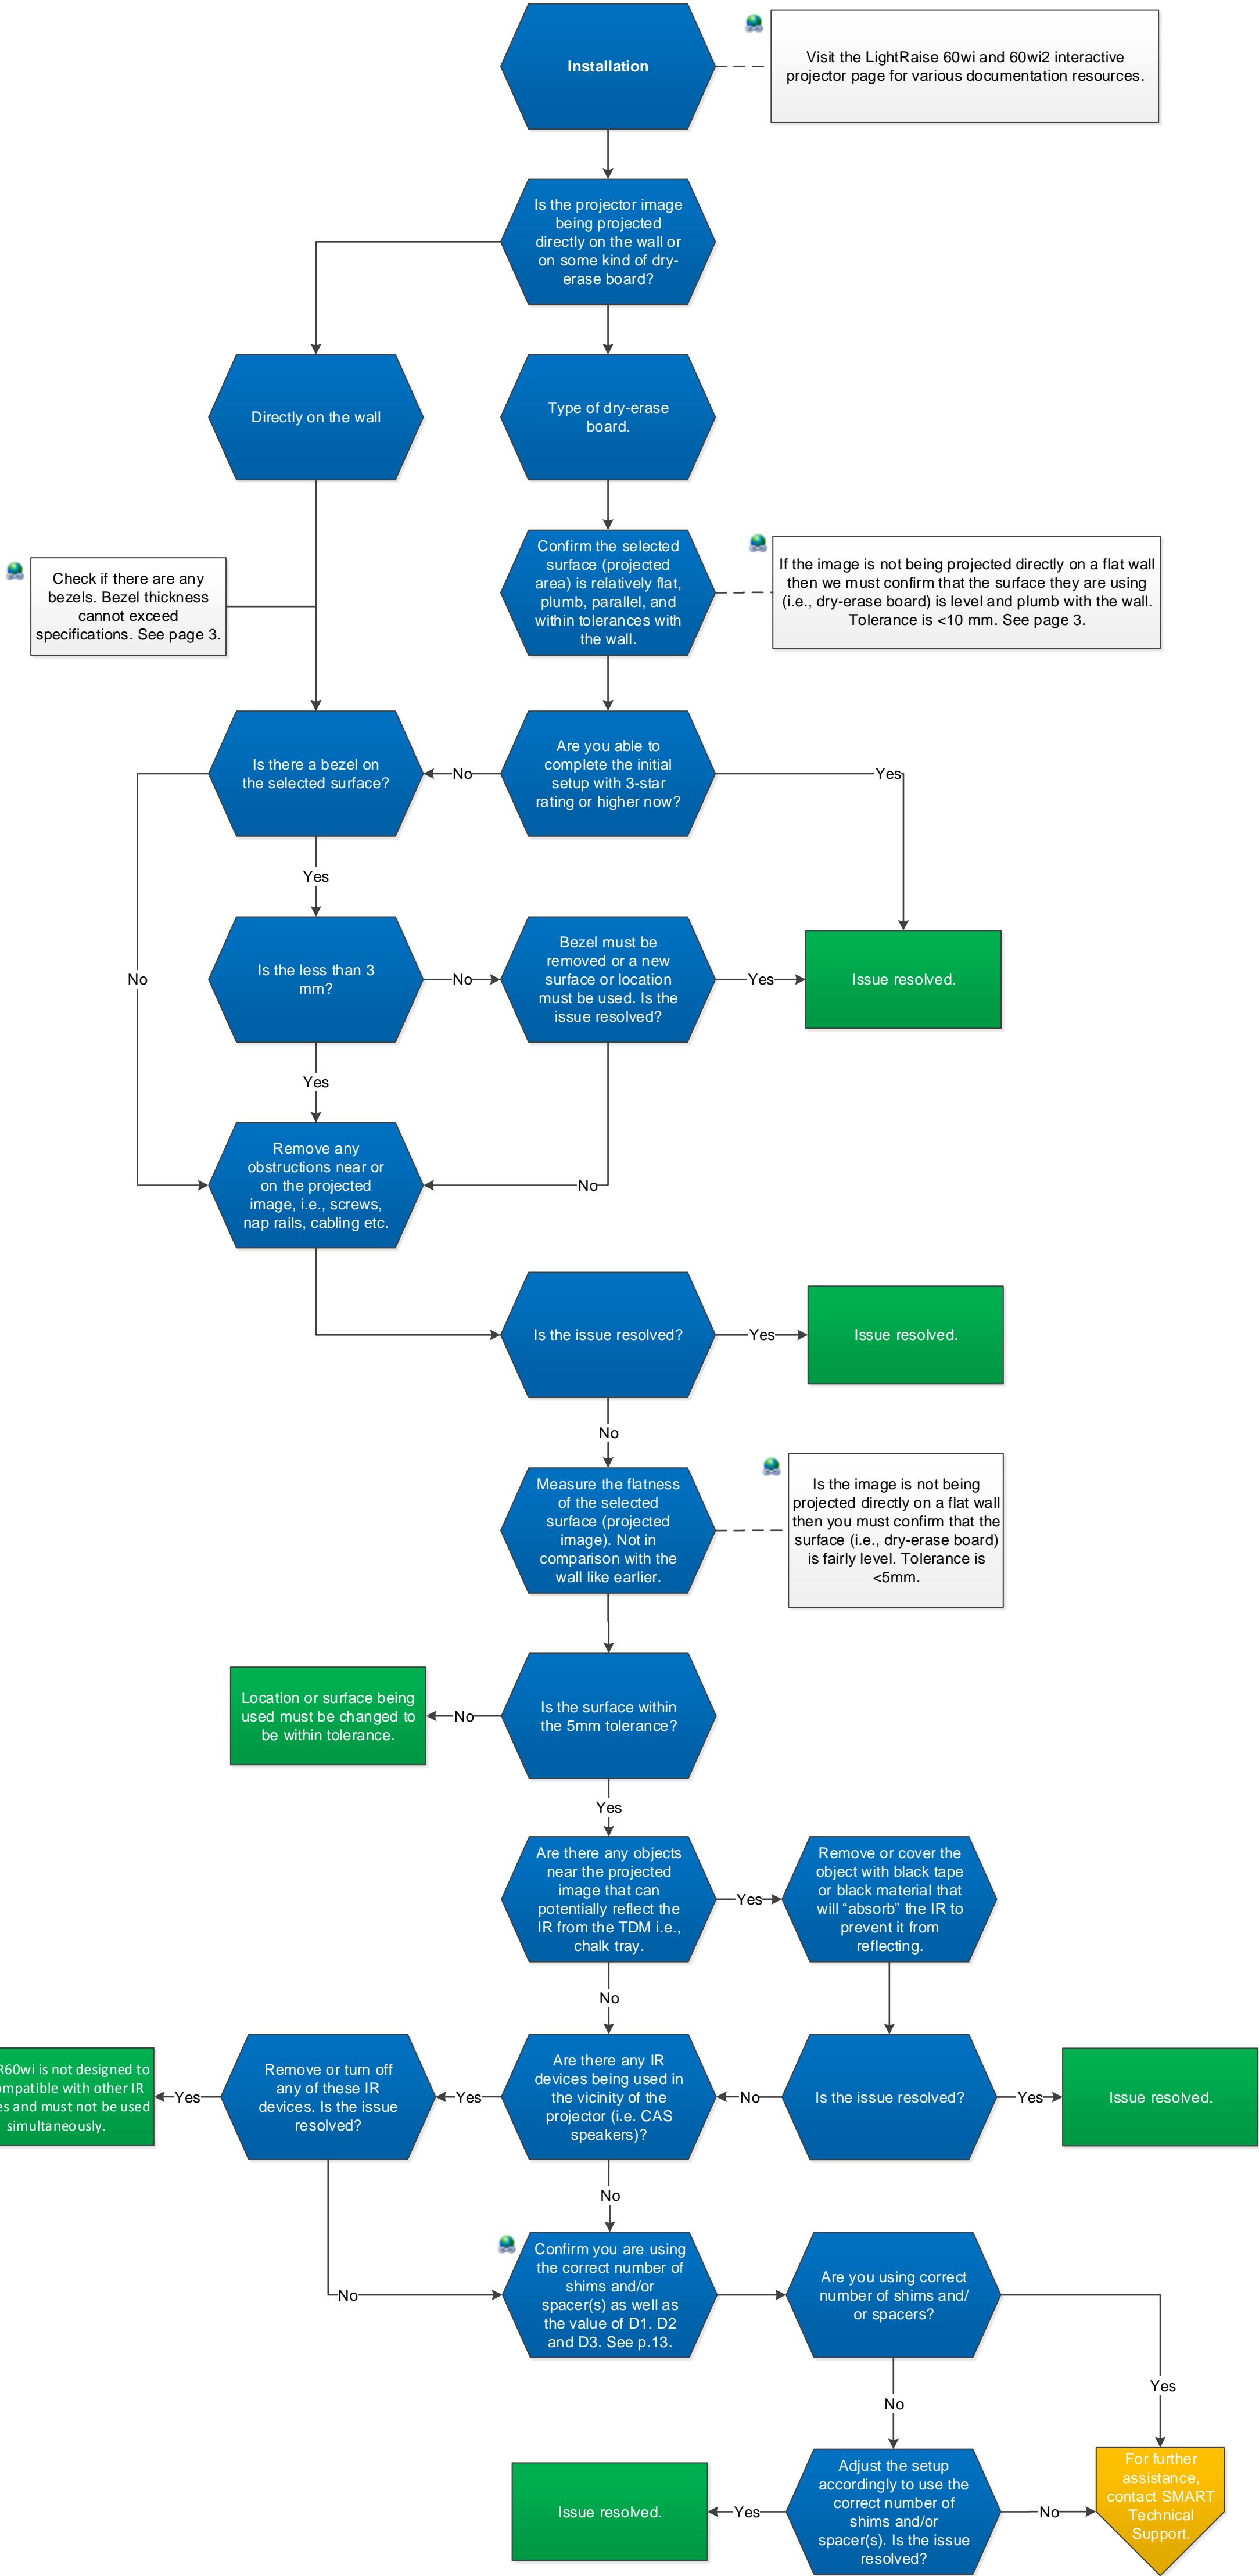 Installation
Visit the LightRaise 60wi and 60wi2 interactive
projector page for various documentation resources.
Is the projector image
being projected
directly on the wall or
on some kind of dry-
erase board?
Directly on the wall
Type of dry-erase
board.
Check if there are any
bezels. Bezel thickness
cannot exceed
specifications. See page 3.
Confirm the selected
surface (projected
area) is relatively flat,
plumb, parallel, and
within tolerances with
the wall.
If the image is not being projected directly on a flat wall
then we must confirm that the surface they are using
(i.e., dry-erase board) is level and plumb with the wall.
Tolerance is <10 mm. See page 3.
Is there a bezel on
the selected surface?
No
Are you able to
complete the initial
setup with 3-star
rating or higher now?
Yes
Yes
No
Is the less than 3
mm?
No
Bezel must be
removed or a new
surface or location
must be used. Is the
issue resolved?
Yes
Issue resolved.
Yes
Remove any
obstructions near or
on the projected
image, i.e., screws,
nap rails, cabling etc.
No
Is the issue resolved?
Yes
Issue resolved.
No
Measure the flatness
of the selected
surface (projected
image). Not in
comparison with the
wall like earlier.
Is the image is not being
projected directly on a flat wall
then you must confirm that the
surface (i.e., dry-erase board)
is fairly level. Tolerance is
<5mm.
Location or surface being
used must be changed to
be within tolerance.
No
Is the surface within
the 5mm tolerance?
Yes
Are there any objects
near the projected
image that can
potentially reflect the
IR from the TDM i.e.,
chalk tray.
Yes
Remove or cover the
object with black tape
or black material that
will “absorb” the IR to
prevent it from
reflecting.
No
R60wi is not designed to
ompatible with other IR
es and must not be used
simultaneously.
Yes
Remove or turn off
any of these IR
devices. Is the issue
resolved?
Yes
Are there any IR
devices being used in
the vicinity of the
projector (i.e. CAS
speakers)?
No
Is the issue resolved?
Yes
Issue resolved.
No
No
Confirm you are using
the correct number of
shims and/or
spacer(s) as well as
the value of D1. D2
and D3. See p.13.
Are you using correct
number of shims and/
or spacers?
Yes
No
Issue resolved.
Yes
Adjust the setup
accordingly to use the
correct number of
shims and/or
spacer(s). Is the issue
resolved?
No
For further
assistance,
contact SMART
Technical
Support.